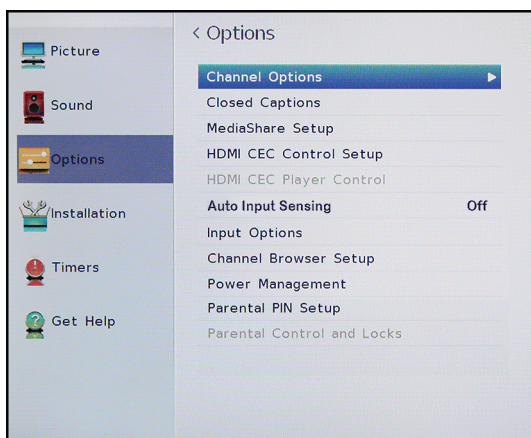 Picture
Sound
Options
Installation
Timers
Get Help
< Options
Channel Options
Closed Captions
MediaShare Setup
HDMI CEC Control Setup
HDMI CEC Player Control
Auto Input Sensing Off
Input Options
Channel Browser Setup
Power Management
Parental PIN Setup
Parental Control and Locks